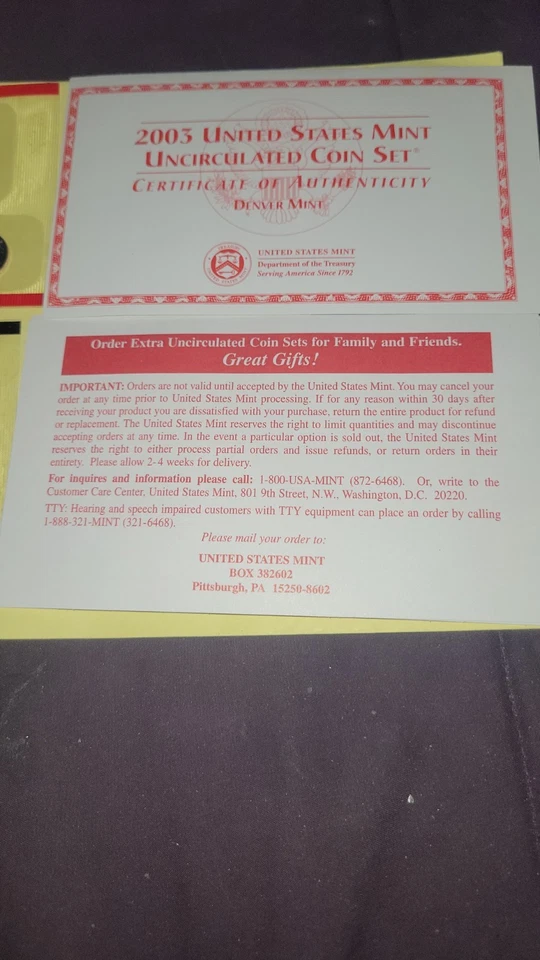 2003 UNITED STATES MINT
UNCIRCULATED COIN SET®
CERTIFICATE OF AUTHENTICITY
DENVER MINT
UNITED STATES MINT
Department of the Treasury
Serving America Since 1792
Order Extra Uncirculated Coin Sets for Family and Friends.
Great Gifts!
IMPORTANT: Orders are not valid until accepted by the United States Mint. You may cancel your
order at any time prior to United States Mint processing. If for any reason within 30 days after
receiving your product you are dissatisfied with your purchase, return the entire product for refund
or replacement. The United States Mint reserves the right to limit quantities and may discontinue
accepting orders at any time. In the event a particular option is sold out, the United States Mint
reserves the right to either process partial orders and issue refunds, or return orders in their
entirety. Please allow 2-4 weeks for delivery.
For inquires and information please call: 1-800-USA-MINT (872-6468). Or, write to the
Customer Care Center, United States Mint, 801 9th Street, N.W., Washington, D.C. 20220.
TTY: Hearing and speech impaired customers with TTY equipment can place an order by calling
1-888-321-MINT (321-6468).
Please mail your order to:
UNITED STATES MINT
BOX 382602
Pittsburgh, PA 15250-8602